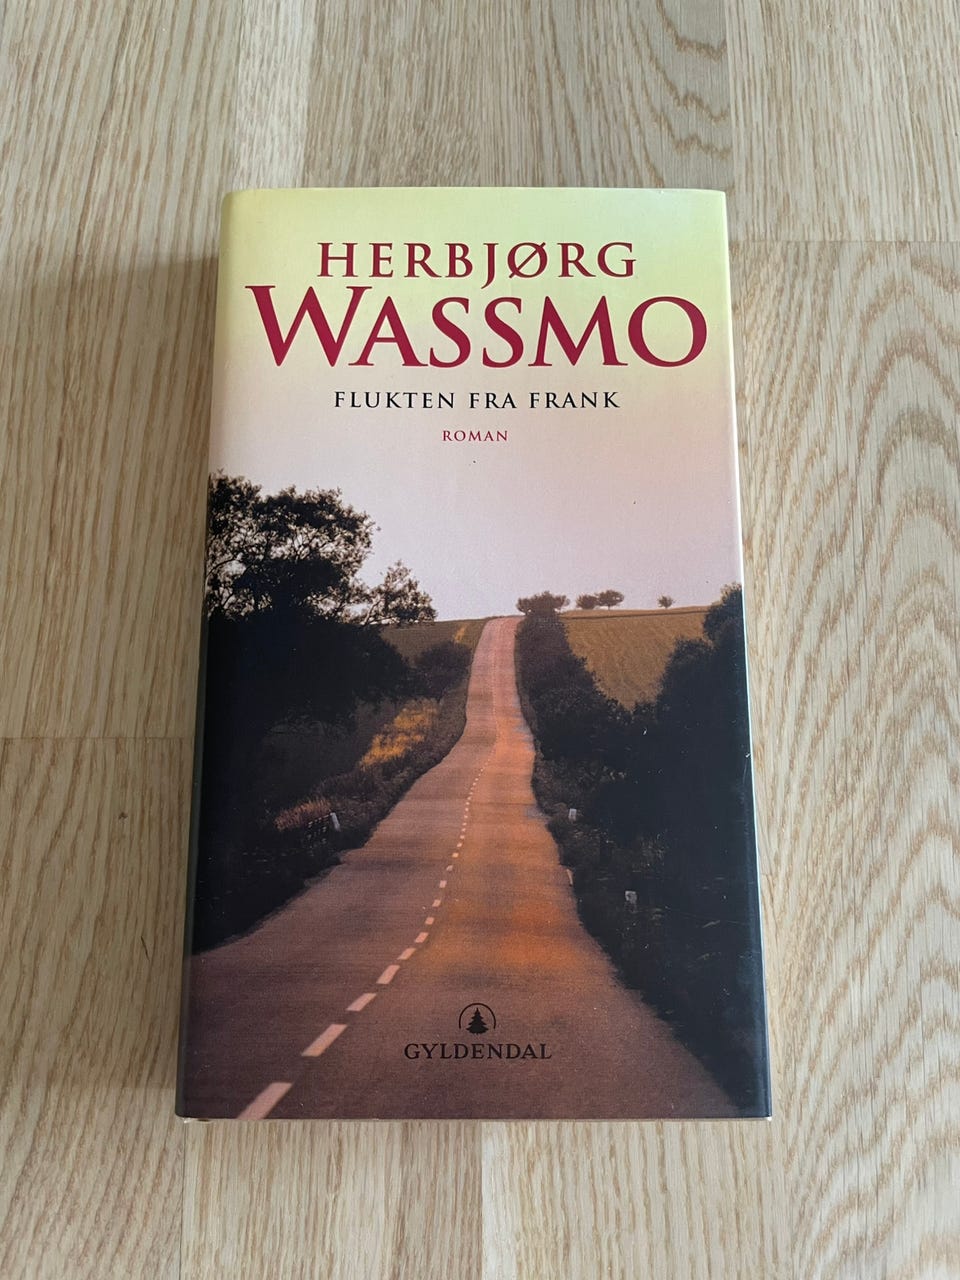 HERBJØRG
WASSMO
FLUKTEN FRA FRANK
ROMAN
GYLDENDAL